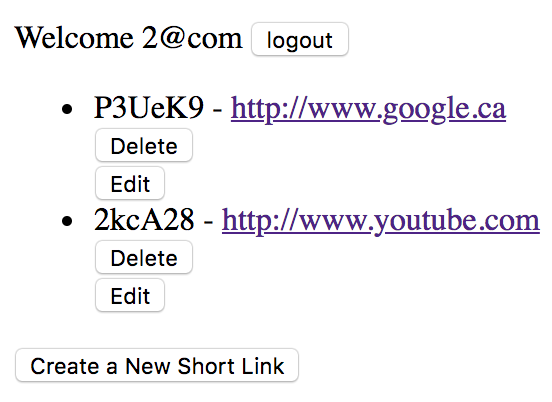 Welcome 2@com logout
P3UeK9 - http://www.google.ca
Delete
Edit
2kcA28 - http://www.youtube.com
Delete
Edit
Create a New Short Link